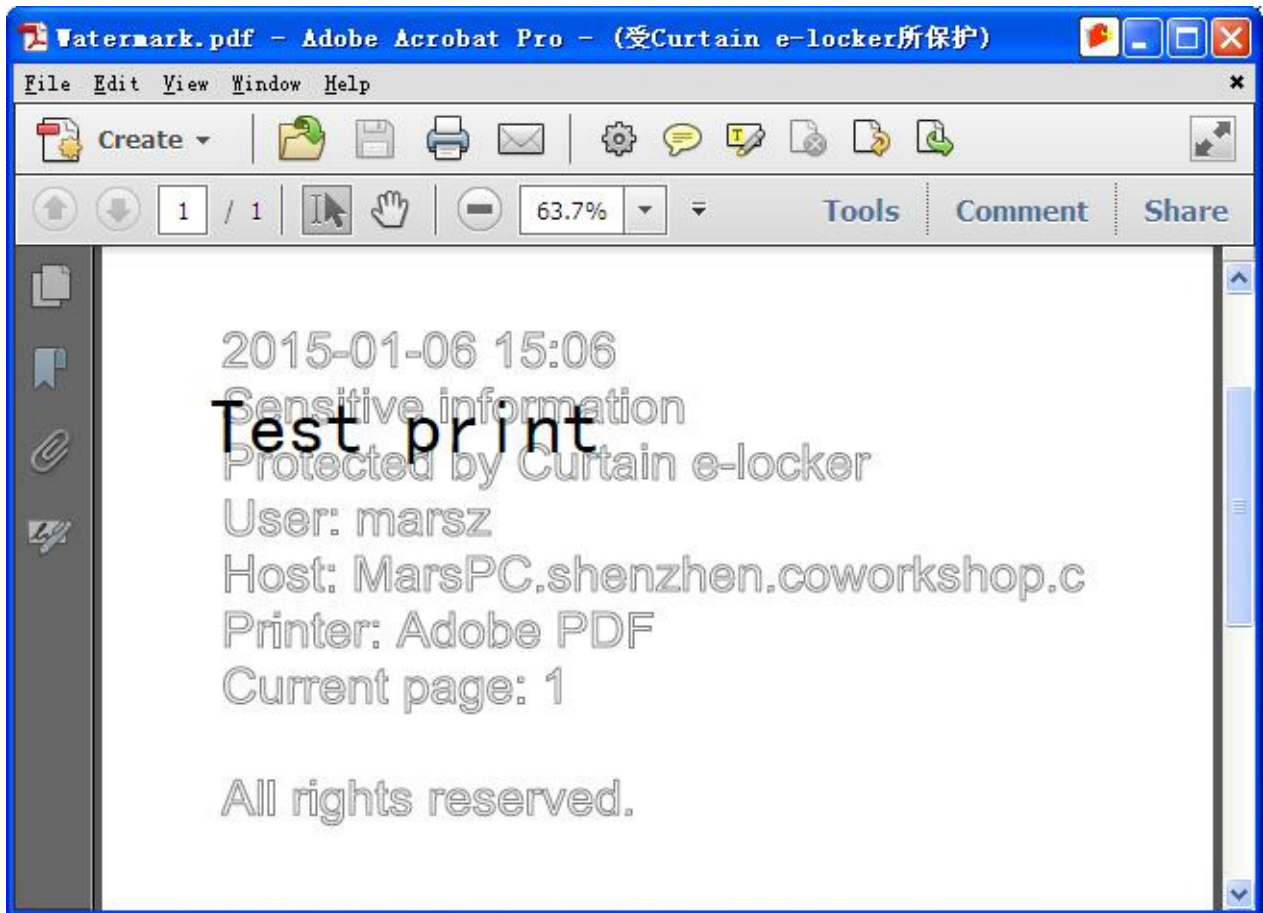 Watermark.pdf - Adobe Acrobat Pro - (受Curtain e-locker所保护)
File Edit View Window Help
Create
1 / 1 63.7% Tools Comment Share
2015-01-06 15:06
Sensitive information
Test print
Protected by Curtain e-locker
User: marsz
Host: MarsPC.shenzhen.coworkshop.c
Printer: Adobe PDF
Current page: 1
All rights reserved.